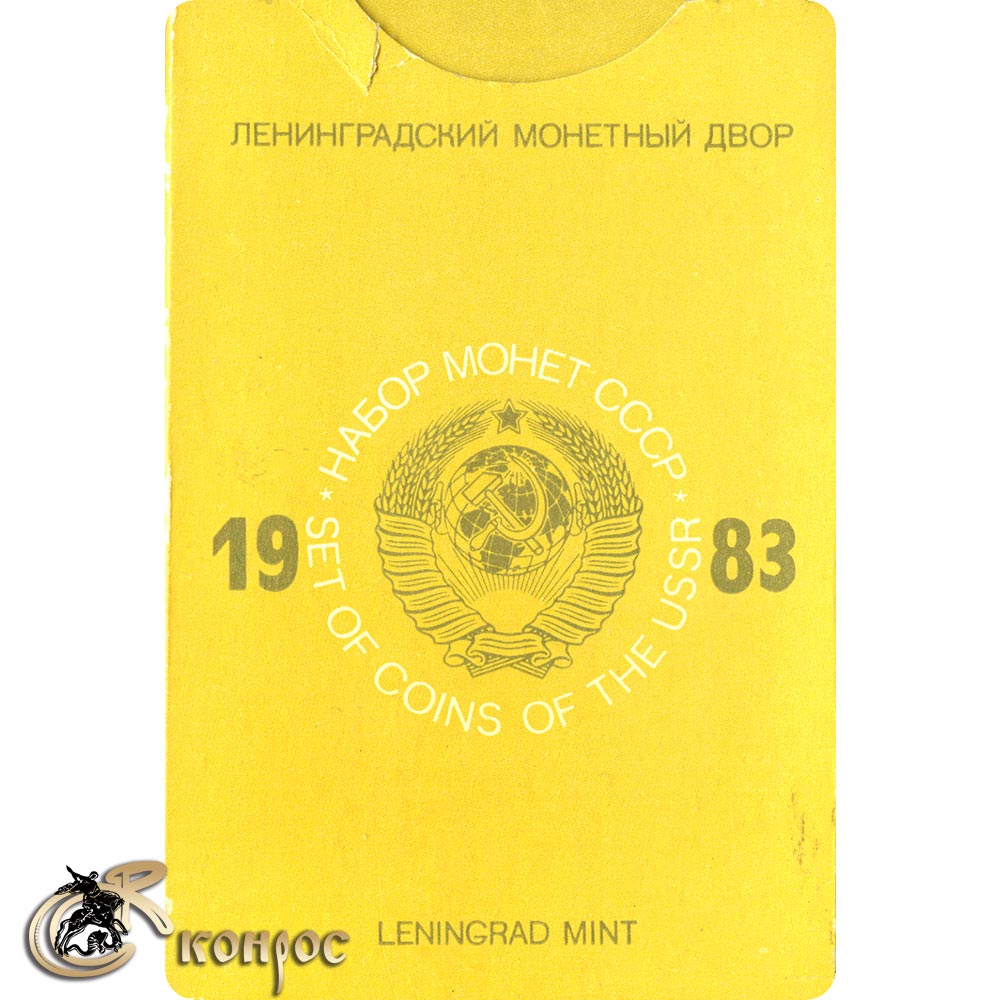 ЛЕНИНГРАДСКИЙ МОНЕТНЫЙ ДВОР
* НАБОР МОНЕТ СССР *
19 83
SET OF COINS OF THE USSR
LENINGRAD MINT
R
конрос